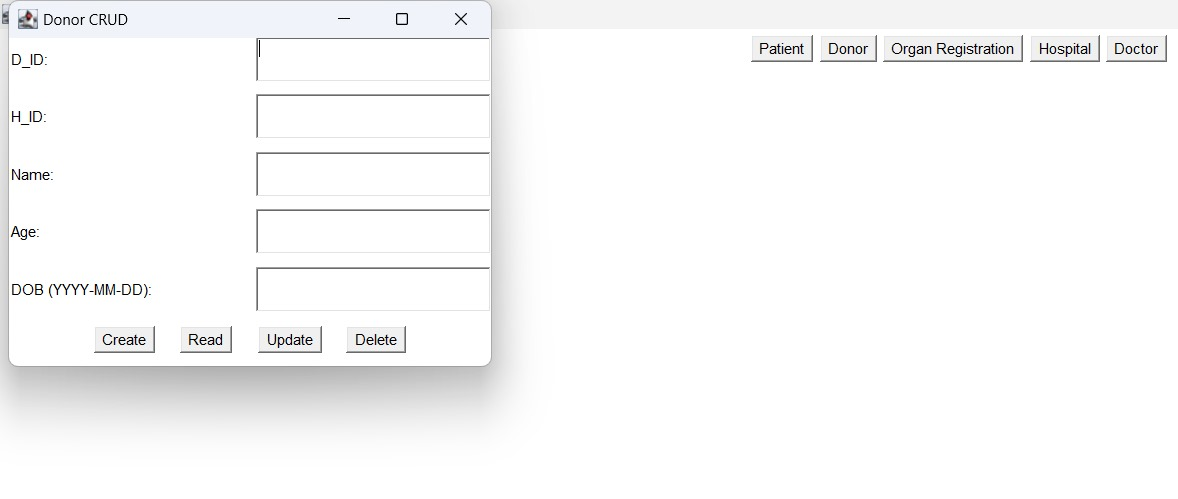 Donor CRUD
Patient Donor Organ Registration Hospital Doctor
D_ID:
H_ID:
Name:
Age:
DOB (YYYY-MM-DD):
Create Read Update Delete